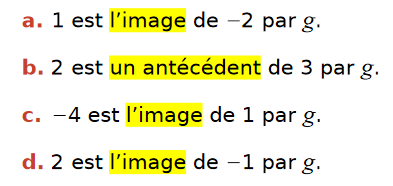 a. 1 est l’image de −2 par g.
b. 2 est un antécédent de 3 par g.
c. −4 est l’image de 1 par g.
d. 2 est l’image de −1 par g.